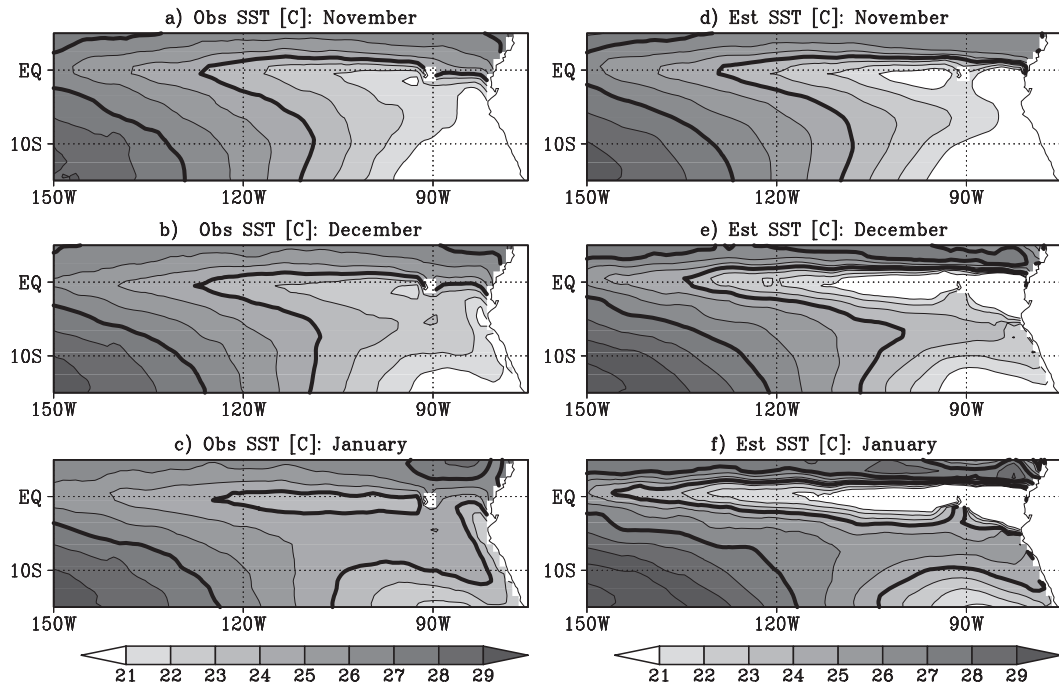 a) Obs SST [C]: November
EQ
10S
150W 120W 90W
d) Est SST [C]: November
EQ
10S
150W 120W 90W
b) Obs SST [C]: December
EQ
10S
150W 120W 90W
e) Est SST [C]: December
EQ
10S
150W 120W 90W
c) Obs SST [C]: January
EQ
10S
150W 120W 90W
f) Est SST [C]: January
EQ
10S
150W 120W 90W
21 22 23 24 25 26 27 28 29
21 22 23 24 25 26 27 28 29